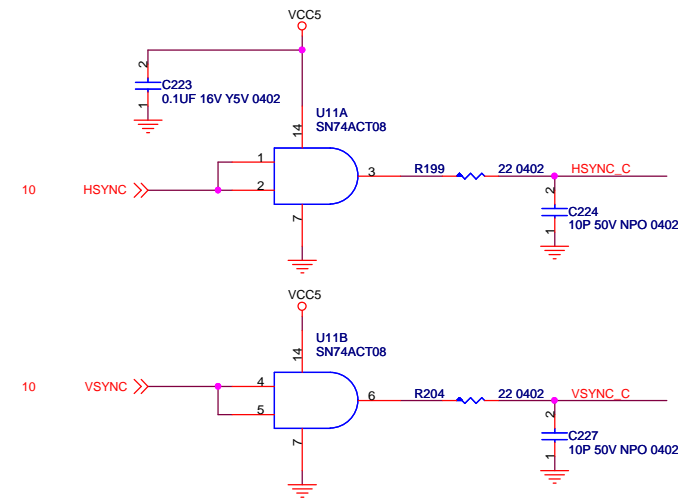 VCC5
2
C223
0.1UF 16V Y5V 0402
1
U11A
SN74ACT08
14
1
3
R199
22 0402
HSYNC_C
10
HSYNC
2
2
C224
10P 50V NPO 0402
1
7
VCC5
U11B
SN74ACT08
14
10
VSYNC
4
6
R204
22 0402
VSYNC_C
5
2
C227
10P 50V NPO 0402
1
7